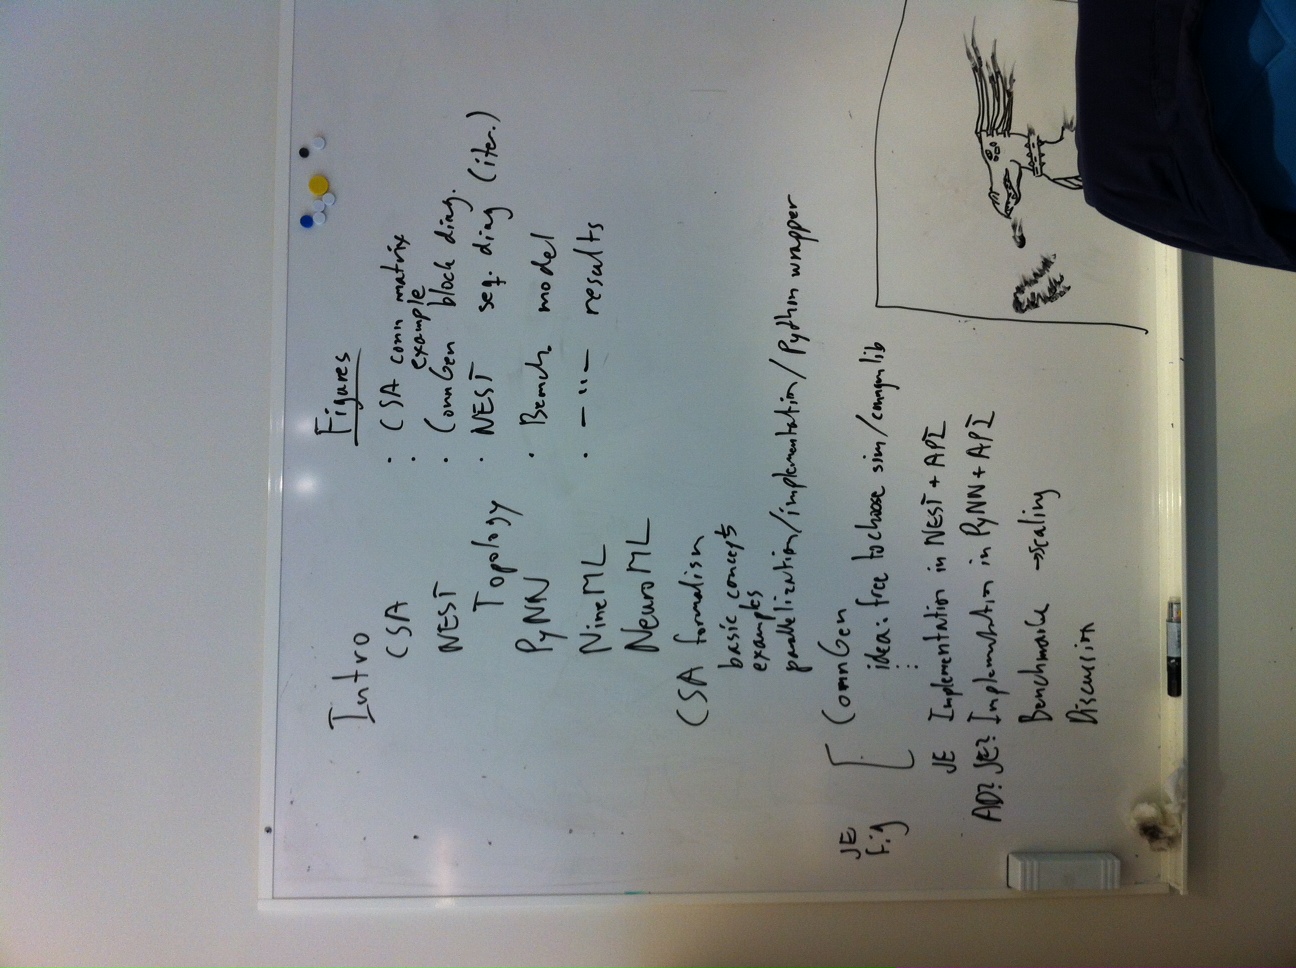 Intro
CSA
NEST
Topology
PyNN
NineML
NeuroML
CSA formalism
basic concepts
examples
parallelization/implementation/Python wrapper
JE
Fig
ConnGen
idea: free to choose sim/conngen lib
⋮
JE Implementation in NEST + API
AD? JE? Implementation in PyNN + API
Benchmark →scaling
Discussion
Figures
· CSA conn matrix
· example
· ConnGen block diag.
· NEST seq. diag (iter.)
· Bench. model
· —"— results